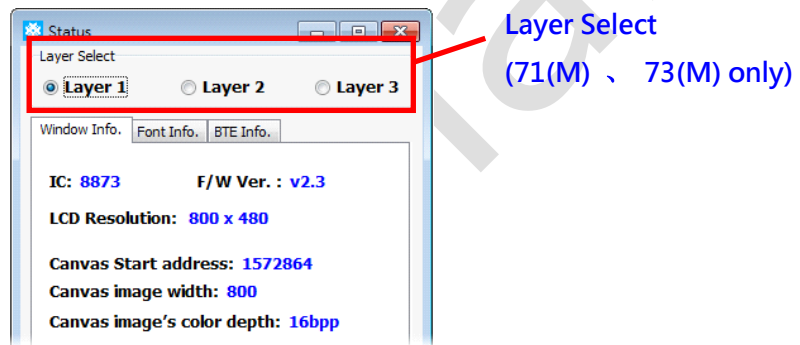 Status
Layer Select
Layer 1 Layer 2 Layer 3
Layer Select
(71(M) 、 73(M) only)
Window Info. Font Info. BTE Info.
IC: 8873 F/W Ver. : v2.3
LCD Resolution: 800 x 480
Canvas Start address: 1572864
Canvas image width: 800
Canvas image's color depth: 16bpp